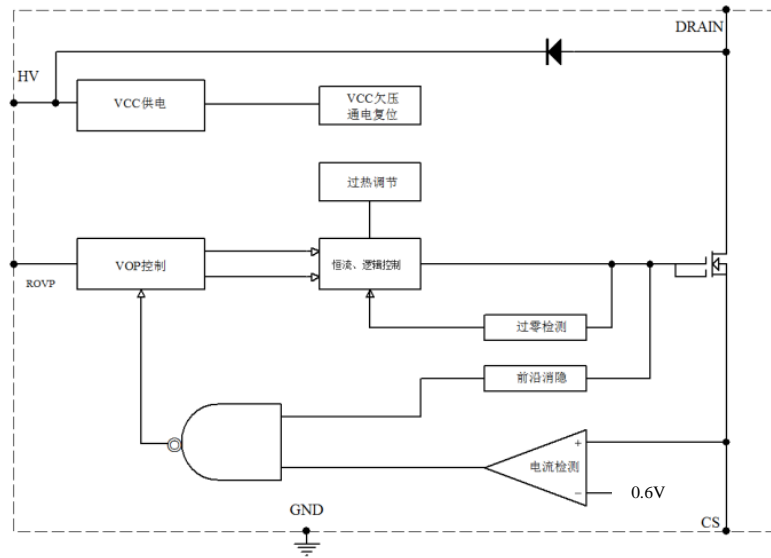 DRAIN
HV
VCC供电
VCC欠压
通电复位
过热调节
VOP控制
恒流、逻辑控制
ROVP
过零检测
前沿消隐
+
电流检测
−
0.6V
GND
CS